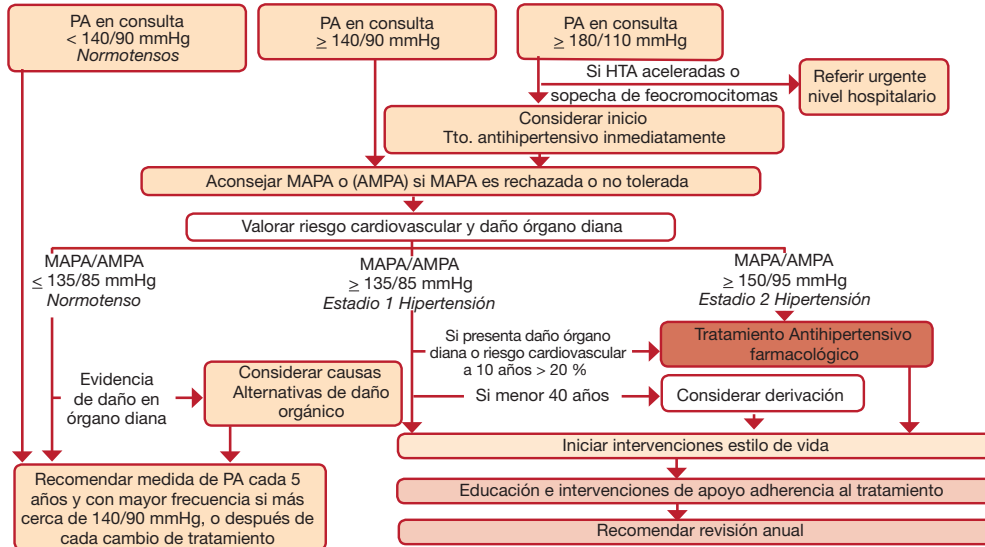 PA en consulta
< 140/90 mmHg
Normotensos
PA en consulta
≥ 140/90 mmHg
PA en consulta
≥ 180/110 mmHg
Si HTA aceleradas o
sopecha de feocromocitomas
Referir urgente
nivel hospitalario
Considerar inicio
Tto. antihipertensivo inmediatamente
Aconsejar MAPA o (AMPA) si MAPA es rechazada o no tolerada
Valorar riesgo cardiovascular y daño órgano diana
MAPA/AMPA
≤ 135/85 mmHg
Normotenso
MAPA/AMPA
≥ 135/85 mmHg
Estadio 1 Hipertensión
MAPA/AMPA
≥ 150/95 mmHg
Estadio 2 Hipertensión
Si presenta daño órgano
diana o riesgo cardiovascular
a 10 años > 20 %
Tratamiento Antihipertensivo
farmacológico
Evidencia
de daño en
órgano diana
Considerar causas
Alternativas de daño
orgánico
Si menor 40 años
Considerar derivación
Iniciar intervenciones estilo de vida
Recomendar medida de PA cada 5
años y con mayor frecuencia si más
cerca de 140/90 mmHg, o después de
cada cambio de tratamiento
Educación e intervenciones de apoyo adherencia al tratamiento
Recomendar revisión anual